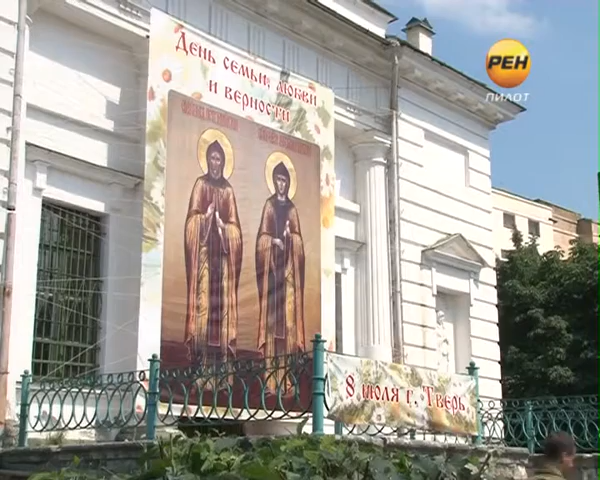 День семьи, любви
и верности
РЕН
ПИЛОТ
8 июля г. Тверь